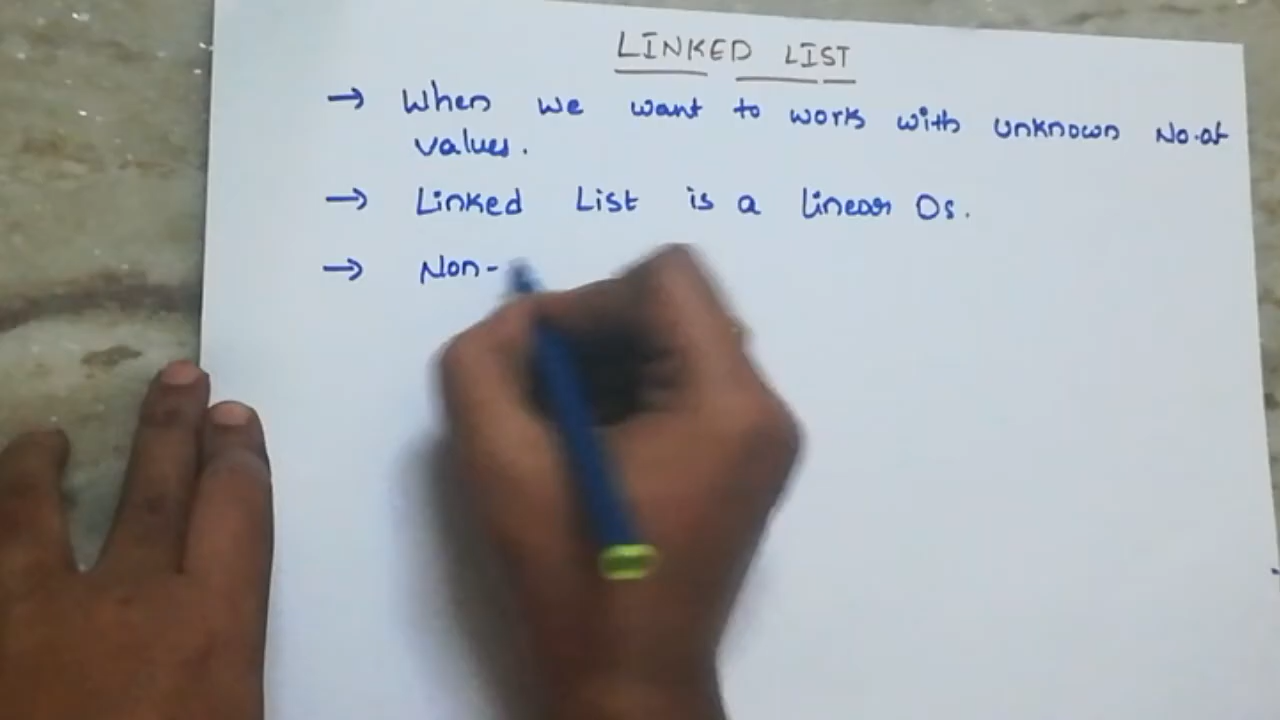 LINKED LIST
→ When we want to work with unknown No.of
values.
→ Linked List is a linear Ds.
→ Non-